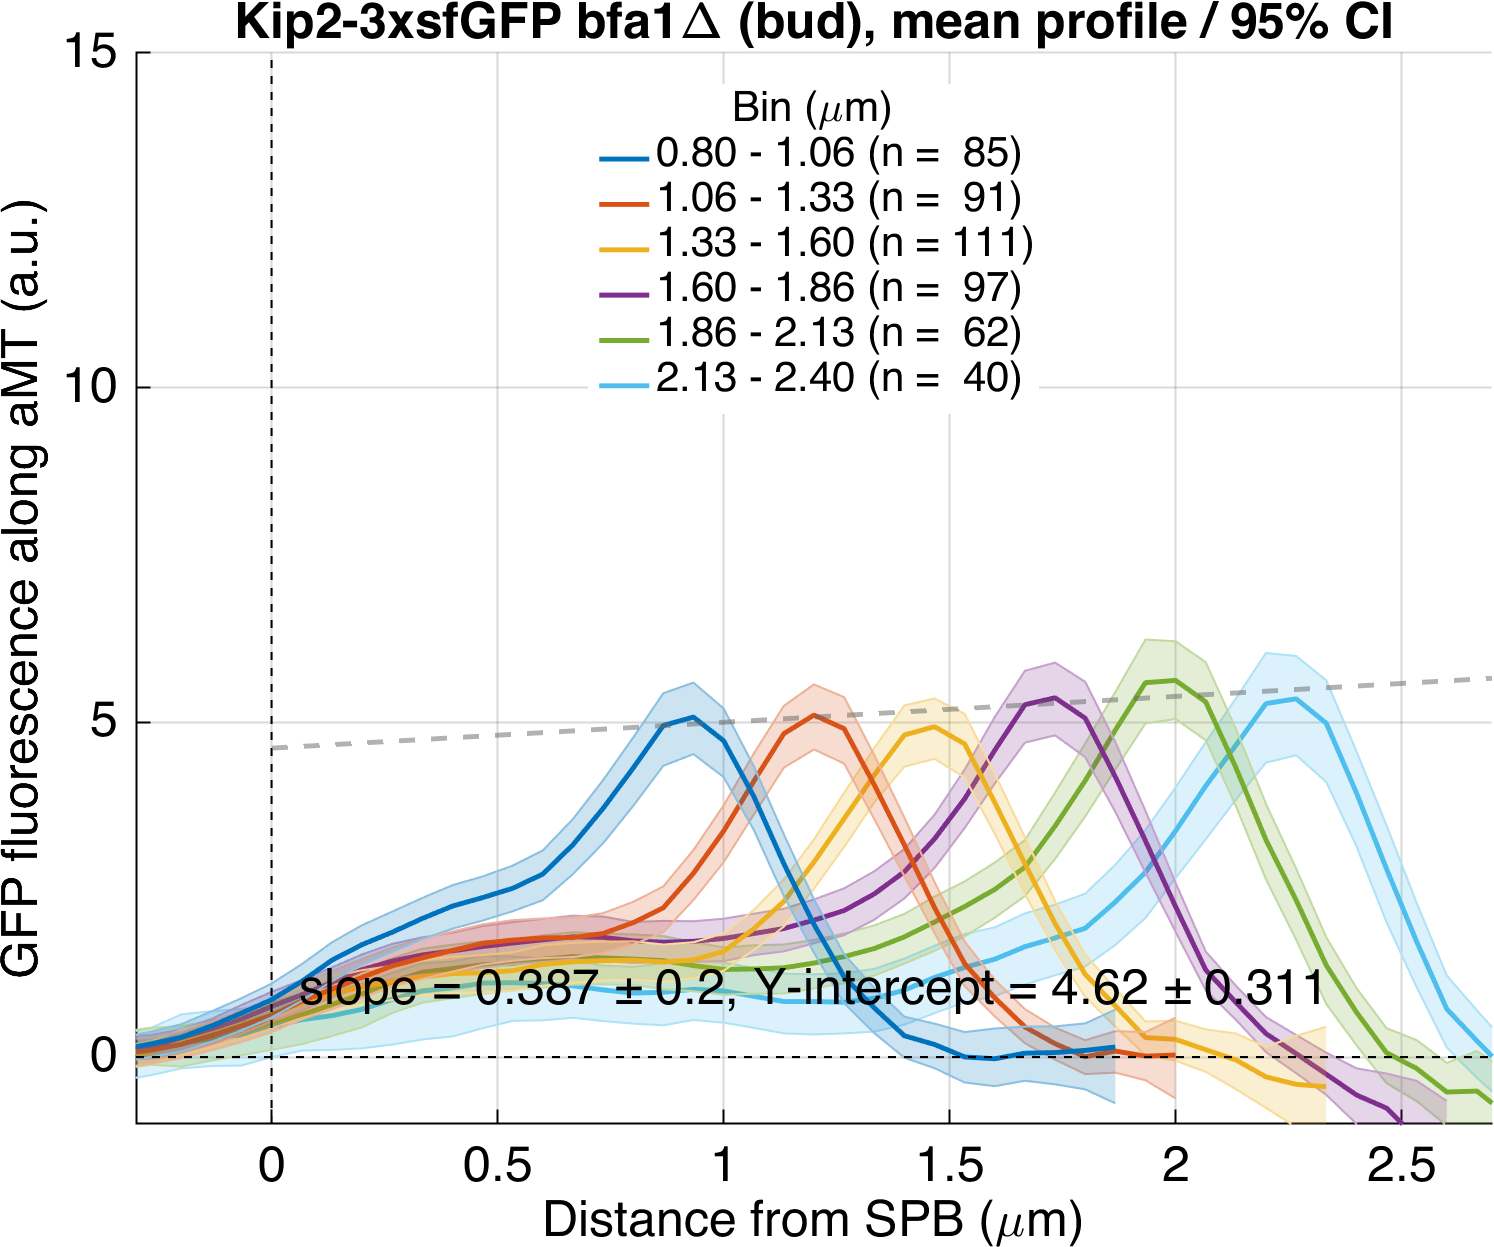 Kip2-3xsfGFP bfa1Δ (bud), mean profile / 95% CI
GFP fluorescence along aMT (a.u.)
15
10
5
0
Bin (μm)
0.80 - 1.06 (n = 85)
1.06 - 1.33 (n = 91)
1.33 - 1.60 (n = 111)
1.60 - 1.86 (n = 97)
1.86 - 2.13 (n = 62)
2.13 - 2.40 (n = 40)
slope = 0.387 ± 0.2, Y-intercept = 4.62 ± 0.311
0 0.5 1 1.5 2 2.5
Distance from SPB (μm)